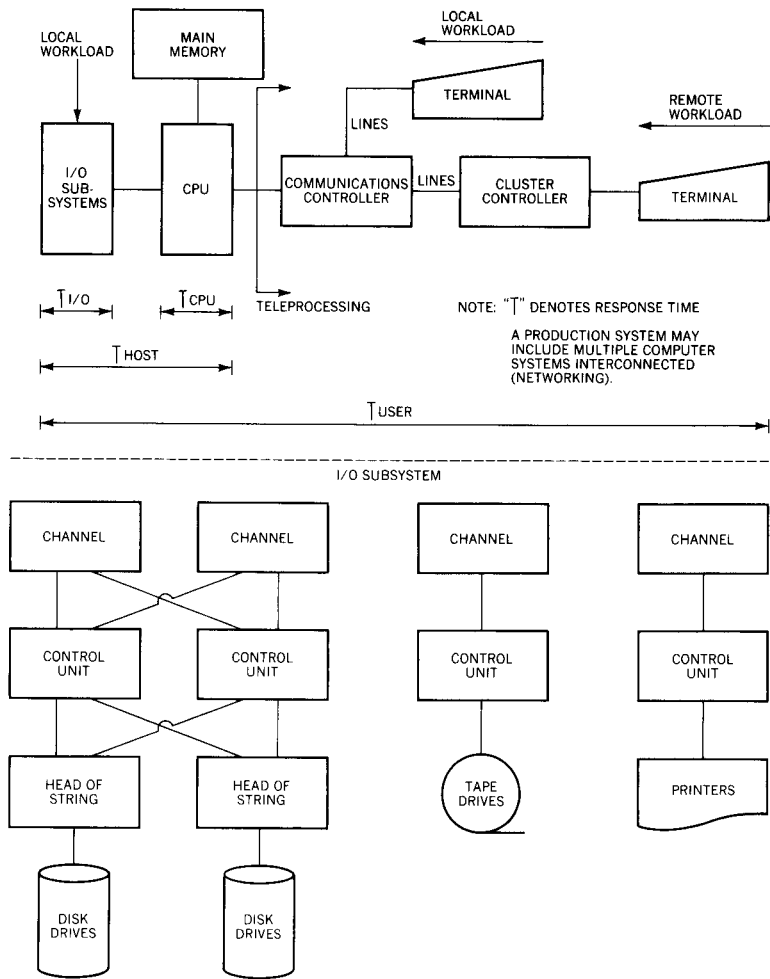 LOCAL
WORKLOAD
MAIN
MEMORY
LOCAL
WORKLOAD
TERMINAL
REMOTE
WORKLOAD
LINES
I/O
SUB-
SYSTEMS
CPU
COMMUNICATIONS
CONTROLLER
LINES
CLUSTER
CONTROLLER
TERMINAL
T I/O
T CPU
TELEPROCESSING
NOTE: "T" DENOTES RESPONSE TIME
A PRODUCTION SYSTEM MAY
INCLUDE MULTIPLE COMPUTER
SYSTEMS INTERCONNECTED
(NETWORKING).
T HOST
T USER
I/O SUBSYSTEM
CHANNEL
CHANNEL
CHANNEL
CHANNEL
CONTROL
UNIT
CONTROL
UNIT
CONTROL
UNIT
CONTROL
UNIT
HEAD OF
STRING
HEAD OF
STRING
TAPE
DRIVES
PRINTERS
DISK
DRIVES
DISK
DRIVES